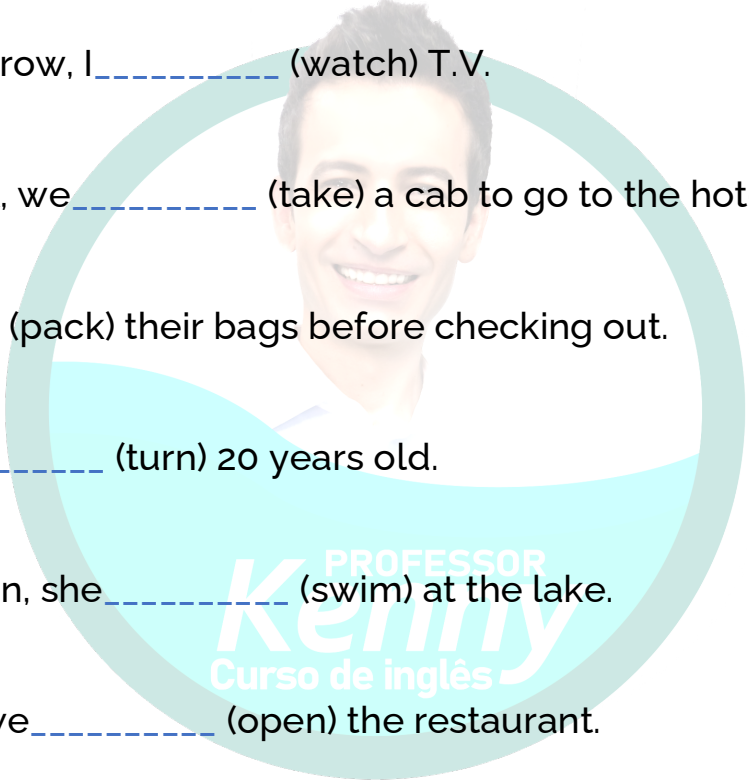 row, I__________ (watch) T.V.
, we__________ (take) a cab to go to the hot
(pack) their bags before checking out.
______ (turn) 20 years old.
n, she__________ (swim) at the lake.
PROFESSOR
Kenny
Curso de inglês
ve__________ (open) the restaurant.